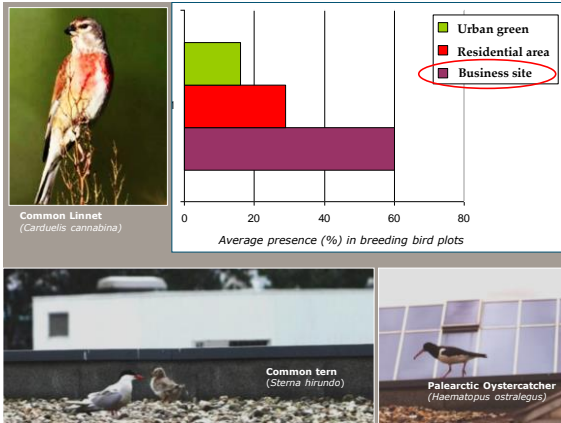 Urban green
Residential area
Business site
0 20 40 60 80
Average presence (%) in breeding bird plots
Common Linnet
(Carduelis cannabina)
Common tern
(Sterna hirundo)
Palearctic Oystercatcher
(Haematopus ostralegus)